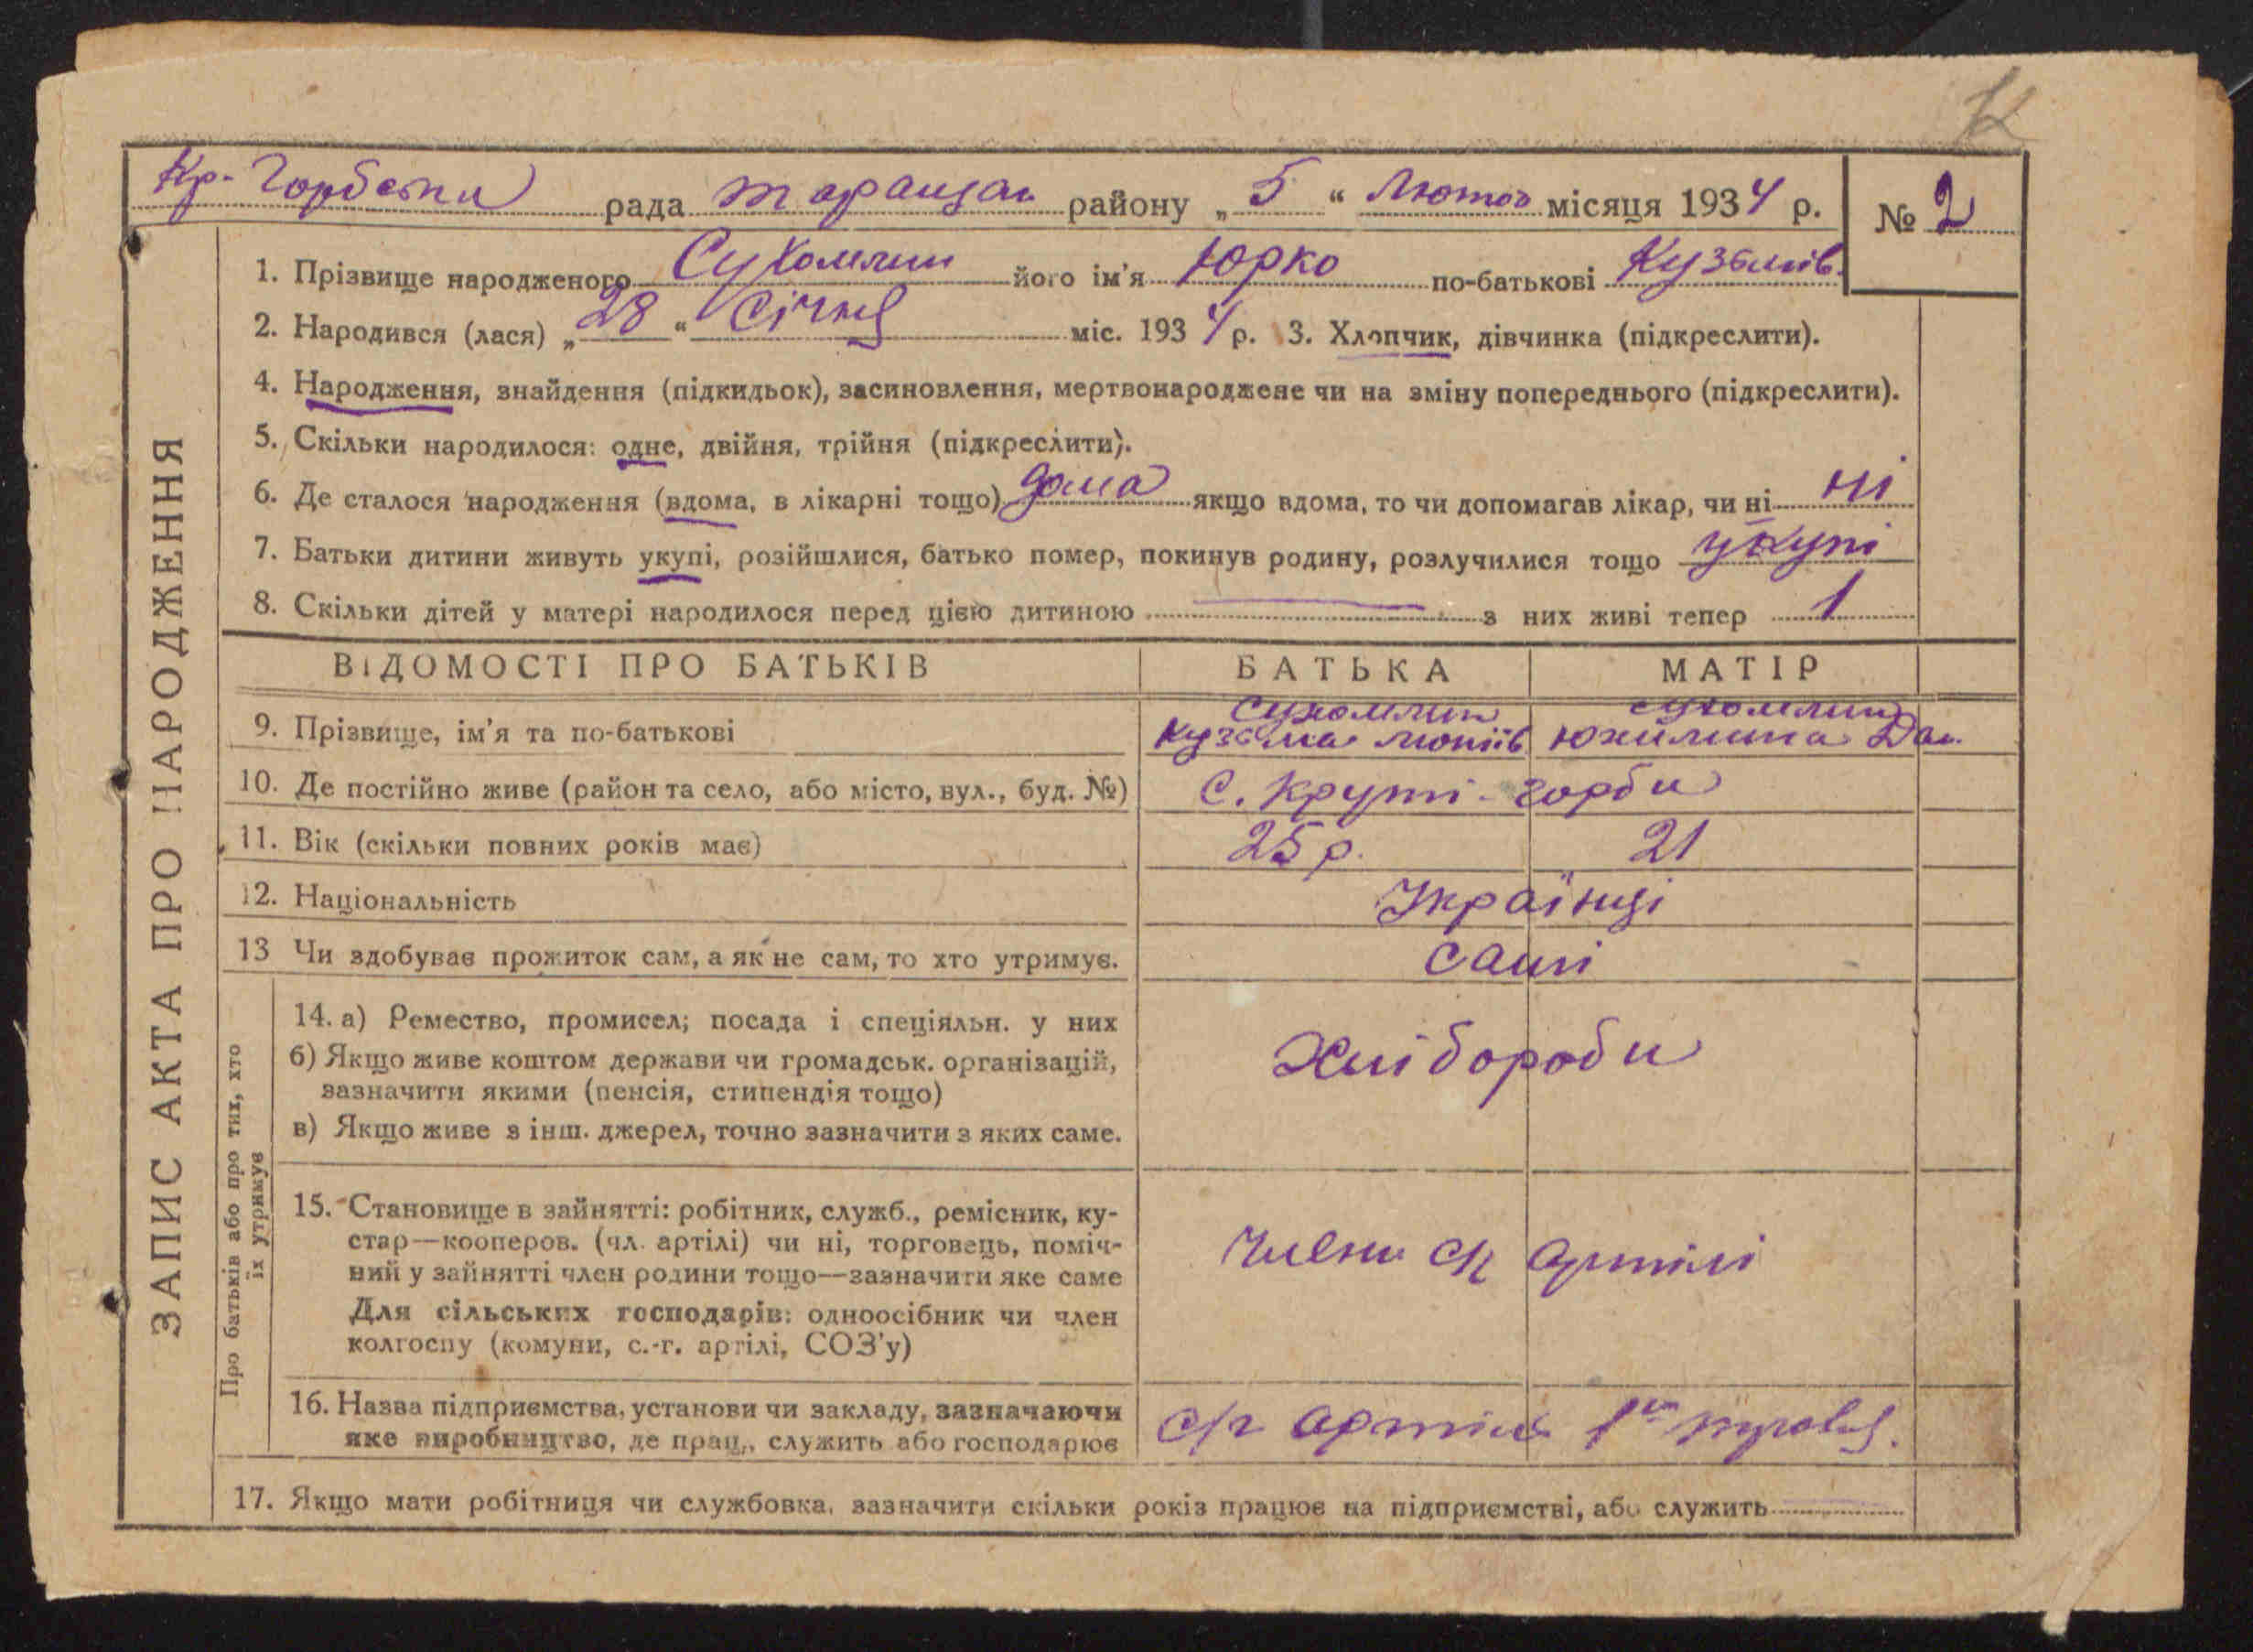 Кр-Горбська рада Таращан. району „5“ Лютого місяця 1934 р. № 2
1. Прізвище народженого Сухомлин його ім'я Юрко по-батькові Кузьмів.
2. Народився (лася) „28“ Січня міс. 1934 р. 3. Хлопчик, дівчинка (підкреслити).
4. Народження, знайдення (підкидьок), засиновлення, мертвонароджене чи на зміну попереднього (підкреслити).
5. Скільки народилося: одне, двійня, трійня (підкреслити).
6. Де сталося народження (вдома, в лікарні тощо) дома якщо вдома, то чи допомагав лікар, чи ні ні
7. Батьки дитини живуть укупі, розійшлися, батько помер, покинув родину, розлучилися тощо укупі
8. Скільки дітей у матері народилося перед цією дитиною — з них живі тепер 1
ЗАПИС АКТА ПРО НАРОДЖЕННЯ
ВІДОМОСТІ ПРО БАТЬКІВ БАТЬКА МАТІР
Сухомлин Сухомлин
9. Прізвище, ім'я та по-батькові Кузьма Юхимина Дан.
10. Де постійно живе (район та село, або місто, вул., буд. №) с. Круті-Горби
11. Вік (скільки повних років має) 25 р. 21
12. Національність Українці
13 Чи здобуває прожиток сам, а як не сам, то хто утримує. Самі
Про батьків або про тих, хто
їх утримує
14. а) Ремество, промисел; посада і спеціяльн. у них
б) Якщо живе коштом держави чи громадськ. організацій,
зазначити якими (пенсія, стипендія тощо)
Хлібороби
в) Якщо живе з інш. джерел, точно зазначити з яких саме.
15. Становище в зайнятті: робітник, служб., ремісник, ку-
стар—кооперов. (чл. артілі) чи ні, торговець, поміч-
ний у зайнятті член родини тощо—зазначити яке саме
Члени с/г артілі
Для сільських господарів: одноосібник чи член
колгоспу (комуни, с.-г. артілі, СОЗ'у)
16. Назва підприємства, установи чи закладу, зазначаючи
яке виробництво, де прац., служить або господарює с/г артіль 1
17. Якщо мати робітниця чи службовка, зазначити скільки років працює на підприємстві, або служить